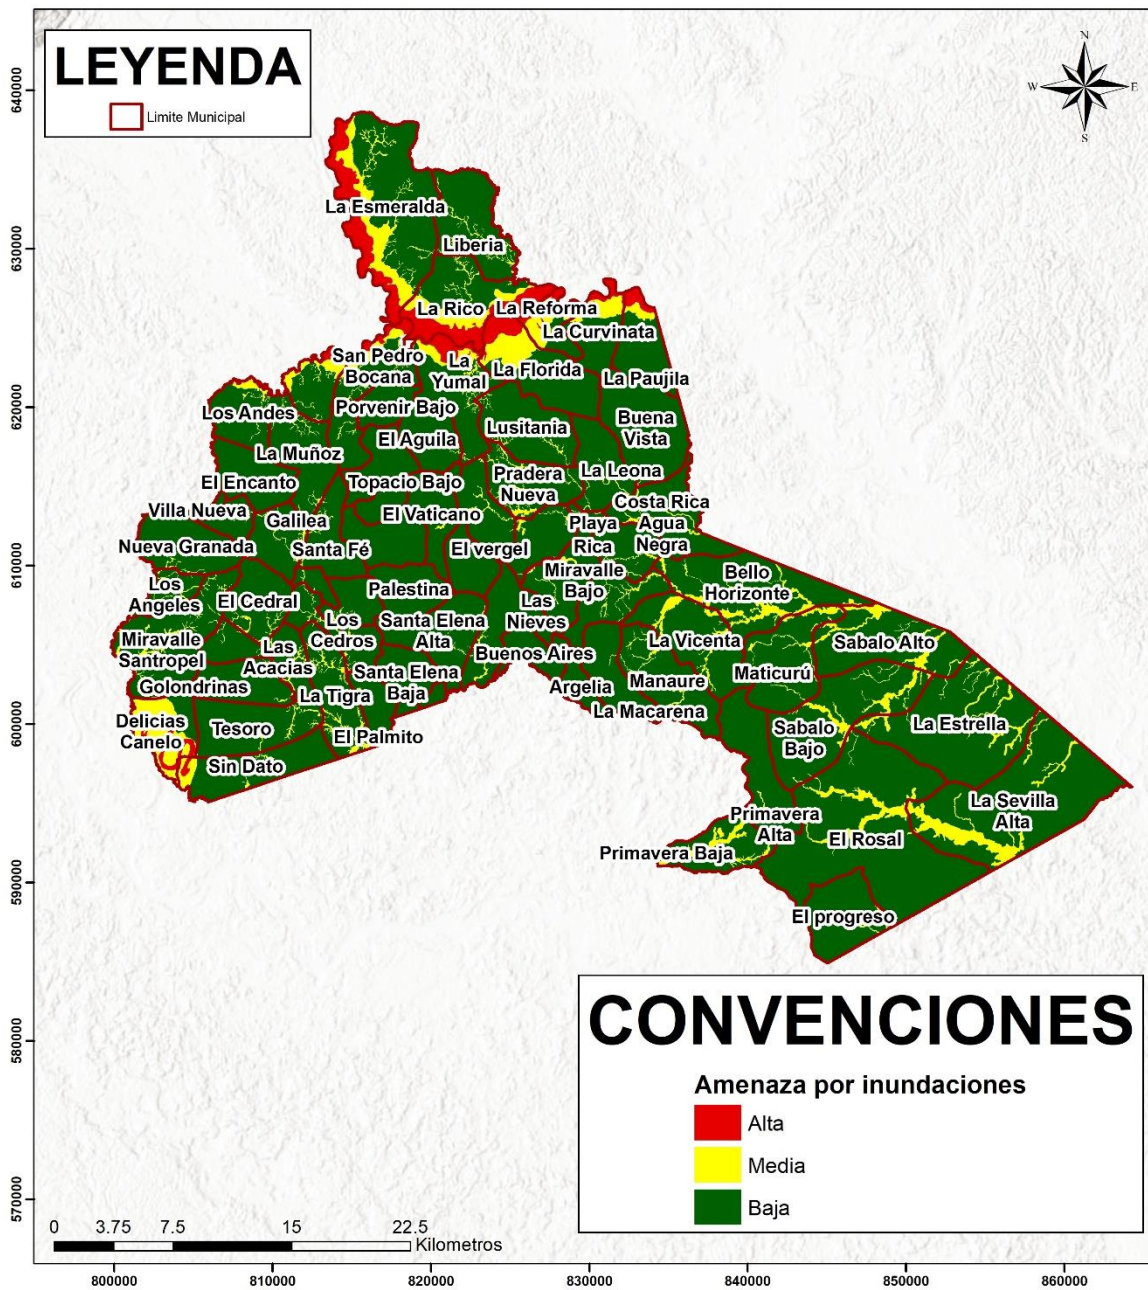 LEYENDA
Limite Municipal
N
W
E
S
640000
630000
620000
610000
600000
590000
580000
570000
La Esmeralda
Liberia
La Rico
La Reforma
La Curvinata
San Pedro
Bocana
La
Yumal
La Florida
La Paujila
Los Andes
Porvenir Bajo
Lusitania
Buena
Vista
El Aguila
La Muñoz
La Leona
El Encanto
Topacio Bajo
Pradera
Nueva
Costa Rica
Villa Nueva
Galilea
El Vaticano
Playa
Rica
Agua
Negra
Nueva Granada
Santa Fé
El vergel
Miravalle
Bajo
Bello
Horizonte
Los
Angeles
El Cedral
Palestina
Las
Nieves
Los
Cedros
Santa Elena
Alta
Miravalle
Santropel
Las
Acacias
Buenos Aires
La Vicenta
Sabalo Alto
Golondrinas
La Tigra
Santa Elena
Baja
Argelia
Manaure
Maticurú
La Macarena
Delicias
Canelo
Tesoro
El Palmito
Sabalo
Bajo
La Estrella
Sin Dato
Primavera
Alta
La Sevilla
Alta
Primavera Baja
El Rosal
El progreso
CONVENCIONES
Amenaza por inundaciones
Alta
Media
Baja
0 3.75 7.5 15 22.5
Kilometros
800000 810000 820000 830000 840000 850000 860000